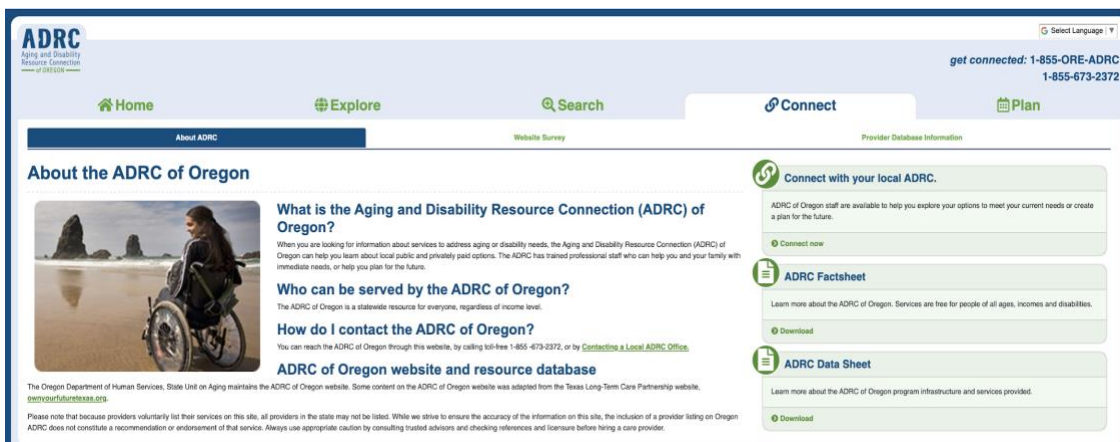 ADRC
Aging and Disability
Resource Connection
of OREGON
G Select Language ▼
get connected: 1-855-ORE-ADRC
1-855-673-2372
Home
Explore
Search
Connect
Plan
About ADRC
Website Survey
Provider Database Information
About the ADRC of Oregon
What is the Aging and Disability Resource Connection (ADRC) of
Oregon?
When you are looking for information about services to address aging or disability needs, the Aging and Disability Resource Connection (ADRC) of
Oregon can help you learn about local public and privately paid options. The ADRC has trained professional staff who can help you and your family with
immediate needs, or help you plan for the future.
Who can be served by the ADRC of Oregon?
The ADRC of Oregon is a statewide resource for everyone, regardless of income level.
How do I contact the ADRC of Oregon?
You can reach the ADRC of Oregon through this website, by calling toll-free 1-855 -673-2372, or by Contacting a Local ADRC Office.
ADRC of Oregon website and resource database
The Oregon Department of Human Services, State Unit on Aging maintains the ADRC of Oregon website. Some content on the ADRC of Oregon website was adapted from the Texas Long-Term Care Partnership website,
ownyourfuturetexas.org.
Please note that because providers voluntarily list their services on this site, all providers in the state may not be listed. While we strive to ensure the accuracy of the information on this site, the inclusion of a provider listing on Oregon
ADRC does not constitute a recommendation or endorsement of that service. Always use appropriate caution by consulting trusted advisors and checking references and licensure before hiring a care provider.
Connect with your local ADRC.
ADRC of Oregon staff are available to help you explore your options to meet your current needs or create
a plan for the future.
Connect now
ADRC Factsheet
Learn more about the ADRC of Oregon. Services are free for people of all ages, incomes and disabilities.
Download
ADRC Data Sheet
Learn more about the ADRC of Oregon program infrastructure and services provided.
Download